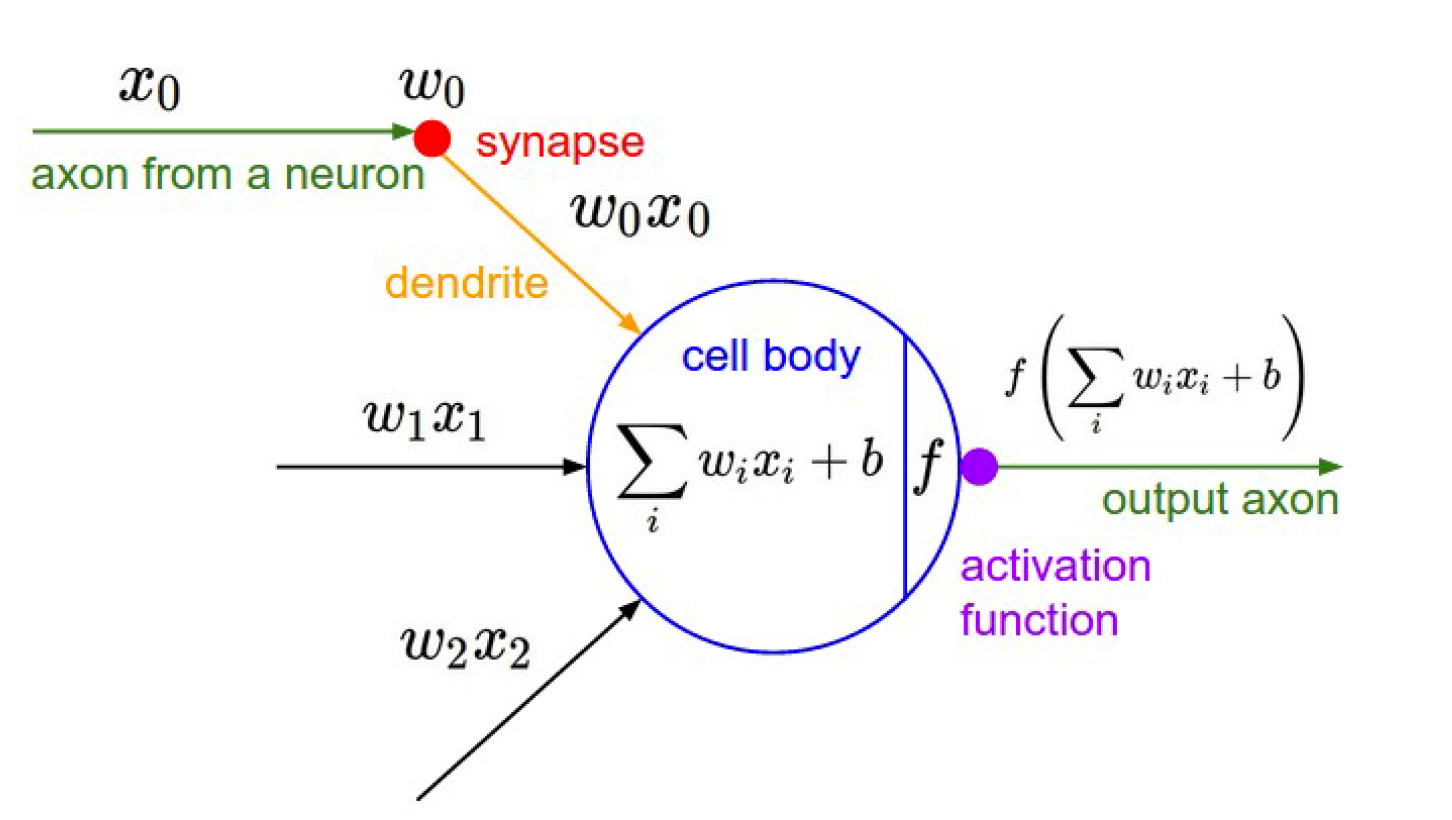 x₀
w₀
synapse
axon from a neuron
w₀x₀
dendrite
cell body
f(∑ᵢ wᵢxᵢ + b)
w₁x₁
∑ᵢ wᵢxᵢ + b
f
output axon
activation
function
w₂x₂